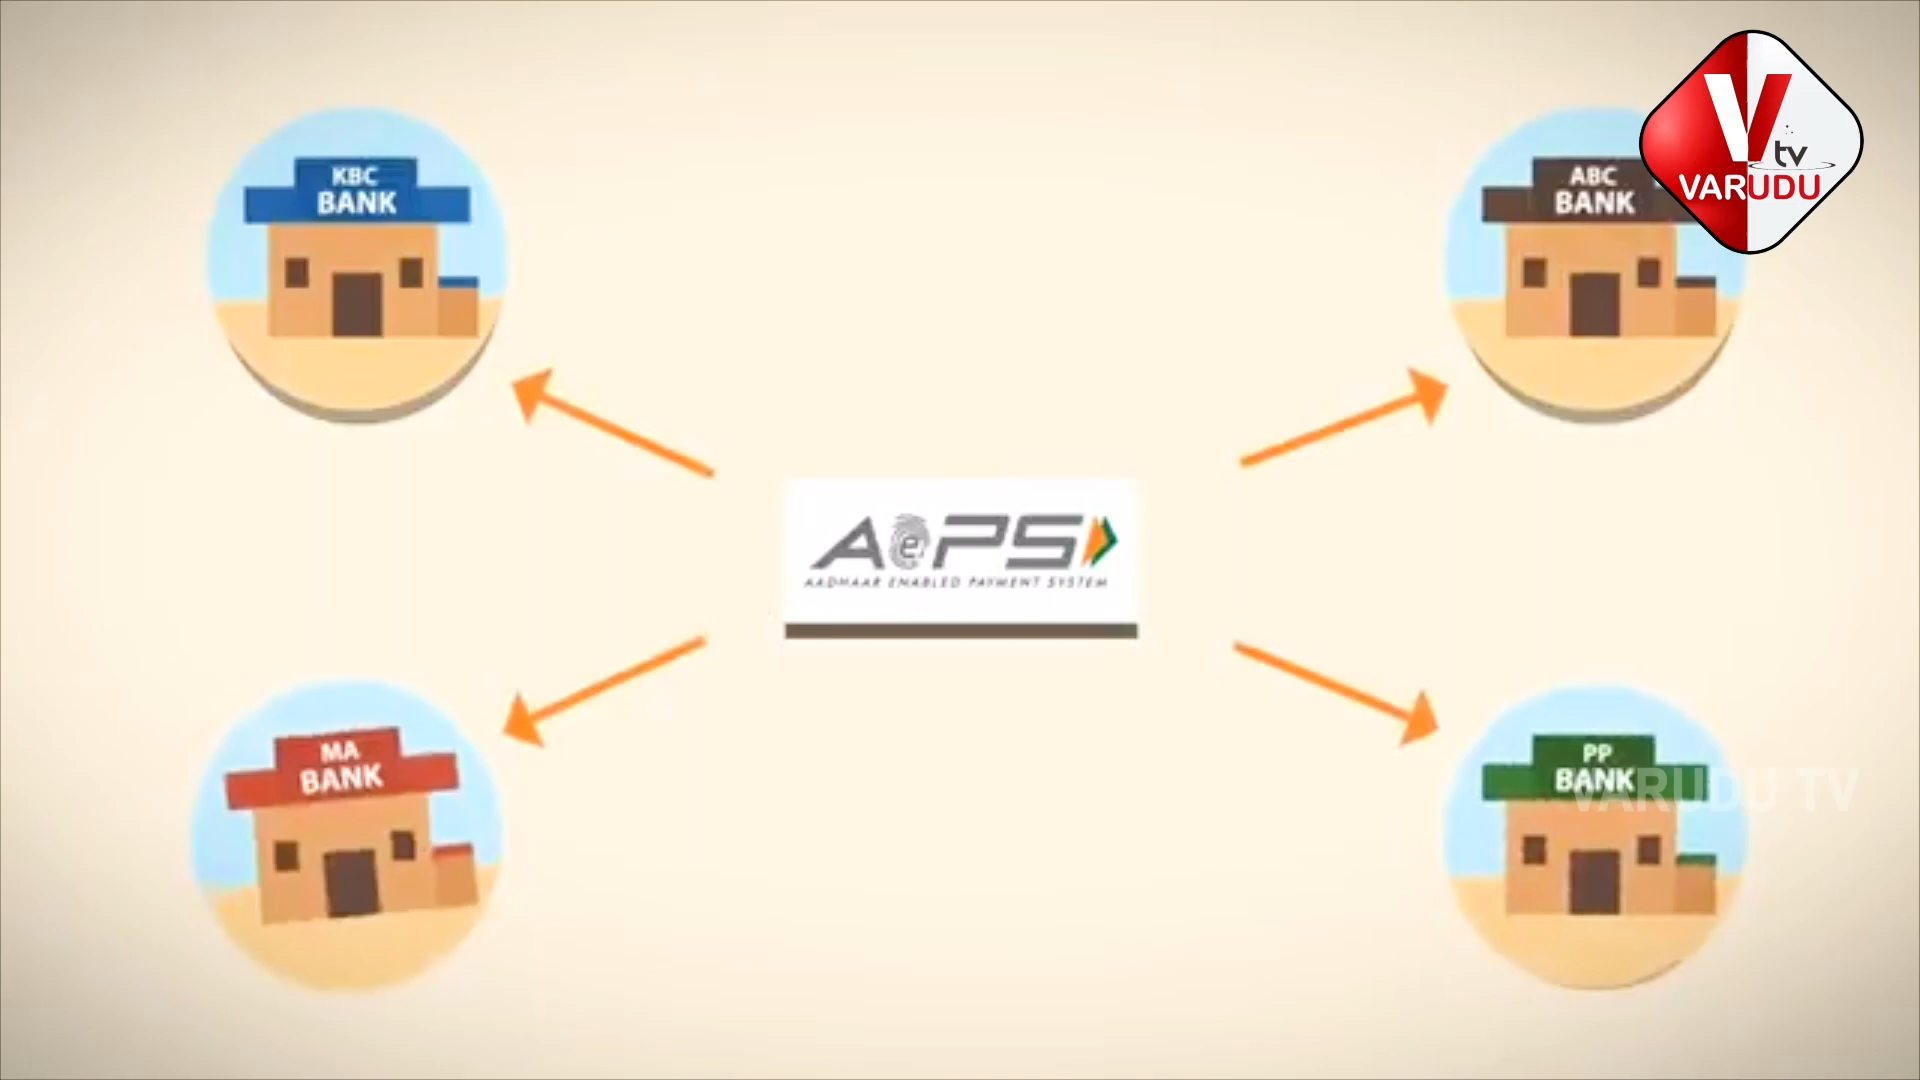 KBC
BANK
ABC
BANK
V tv
VARUDU
AePS
AADHAAR ENABLED PAYMENT SYSTEM
MA
BANK
PP
BANK
VARUDU TV